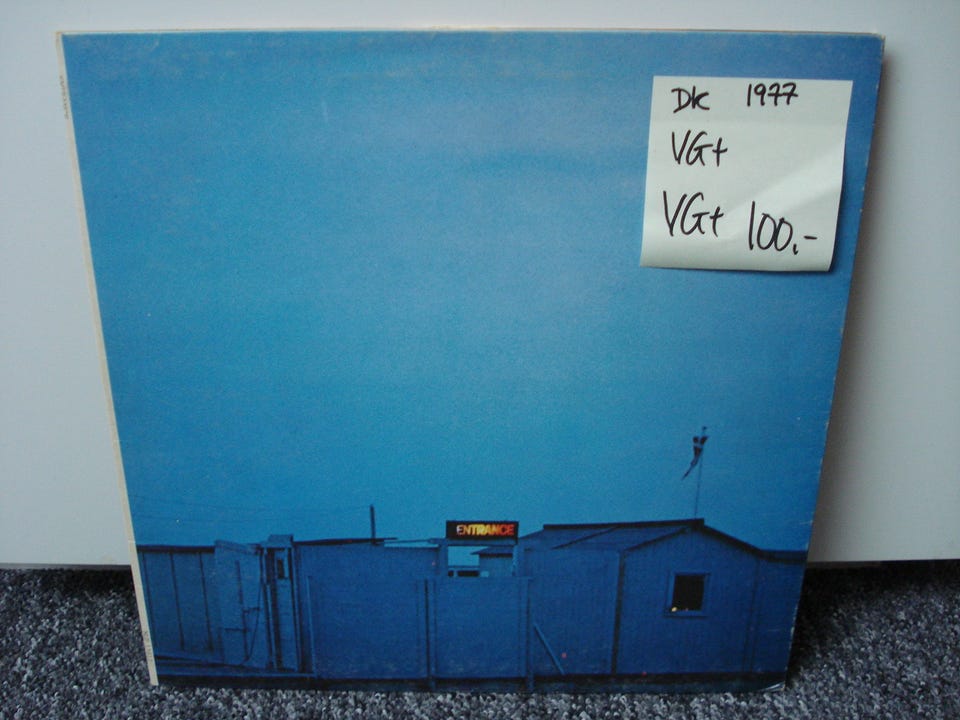 DK 1977
VG+
VG+ 100.-
ENTRANCE